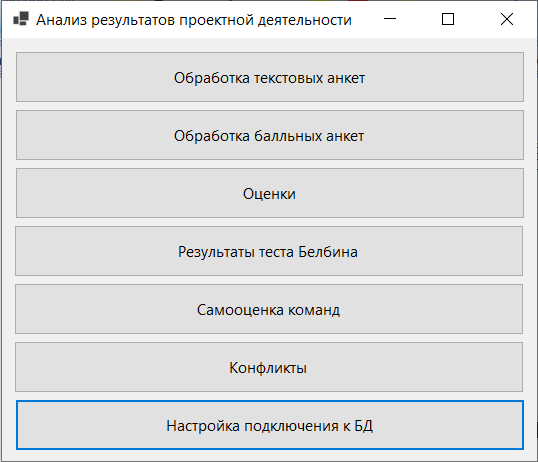 Анализ результатов проектной деятельности
Обработка текстовых анкет
Обработка балльных анкет
Оценки
Результаты теста Белбина
Самооценка команд
Конфликты
Настройка подключения к БД